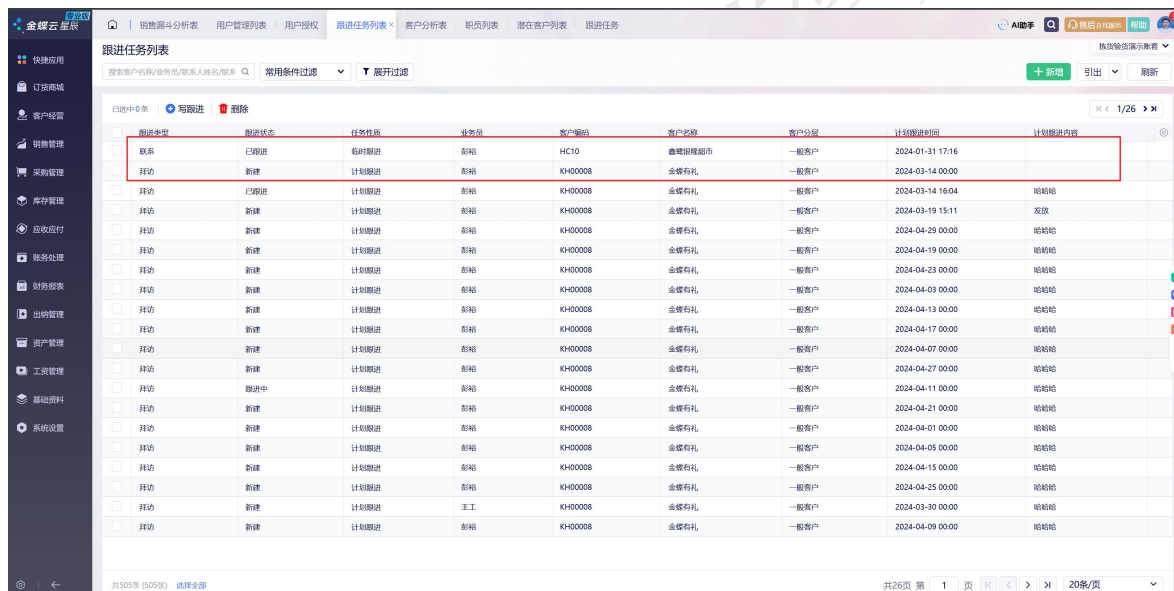 金蝶云星辰 专业版 销售漏斗分析表 用户管理列表 用户授权 跟进任务列表× 客户分析表 职员列表 潜在客户列表 跟进任务 AI助手 售后在线服务 帮助
跟进任务列表 拣货验货演示账套
快捷应用
订货商城
客户经营
销售管理
采购管理
库存管理
应收应付
账务处理
财务报表
出纳管理
资产管理
工资管理
基础资料
系统设置
搜索客户名称/业务员/联系人姓名/联系 常用条件过滤 展开过滤 新增 引出 刷新
已选中0条 写跟进 删除 1/26
跟进类型 跟进状态 任务性质 业务员 客户编码 客户名称 客户分层 计划跟进时间 计划跟进内容
联系 已跟进 临时跟进 彭裕 HC10 鑫鹭银隆超市 一般客户 2024-01-31 17:16
拜访 新建 计划跟进 彭裕 KH00008 金蝶有礼 一般客户 2024-03-14 00:00
拜访 已跟进 计划跟进 彭裕 KH00008 金蝶有礼 一般客户 2024-03-14 16:04 哈哈哈
拜访 新建 计划跟进 彭裕 KH00008 金蝶有礼 一般客户 2024-03-19 15:11 发放
拜访 新建 计划跟进 彭裕 KH00008 金蝶有礼 一般客户 2024-04-29 00:00 哈哈哈
拜访 新建 计划跟进 彭裕 KH00008 金蝶有礼 一般客户 2024-04-19 00:00 哈哈哈
拜访 新建 计划跟进 彭裕 KH00008 金蝶有礼 一般客户 2024-04-23 00:00 哈哈哈
拜访 新建 计划跟进 彭裕 KH00008 金蝶有礼 一般客户 2024-04-03 00:00 哈哈哈
拜访 新建 计划跟进 彭裕 KH00008 金蝶有礼 一般客户 2024-04-13 00:00 哈哈哈
拜访 新建 计划跟进 彭裕 KH00008 金蝶有礼 一般客户 2024-04-17 00:00 哈哈哈
拜访 新建 计划跟进 彭裕 KH00008 金蝶有礼 一般客户 2024-04-07 00:00 哈哈哈
拜访 新建 计划跟进 彭裕 KH00008 金蝶有礼 一般客户 2024-04-27 00:00 哈哈哈
拜访 跟进中 计划跟进 彭裕 KH00008 金蝶有礼 一般客户 2024-04-11 00:00 哈哈哈
拜访 新建 计划跟进 彭裕 KH00008 金蝶有礼 一般客户 2024-04-21 00:00 哈哈哈
拜访 新建 计划跟进 彭裕 KH00008 金蝶有礼 一般客户 2024-04-01 00:00 哈哈哈
拜访 新建 计划跟进 彭裕 KH00008 金蝶有礼 一般客户 2024-04-05 00:00 哈哈哈
拜访 新建 计划跟进 彭裕 KH00008 金蝶有礼 一般客户 2024-04-15 00:00 哈哈哈
拜访 新建 计划跟进 彭裕 KH00008 金蝶有礼 一般客户 2024-04-25 00:00 哈哈哈
拜访 新建 计划跟进 王工 KH00008 金蝶有礼 一般客户 2024-03-30 00:00 哈哈哈
拜访 新建 计划跟进 彭裕 KH00008 金蝶有礼 一般客户 2024-04-09 00:00 哈哈哈
共505条 (505张) 选择全部 共26页 第 1 页 20条/页